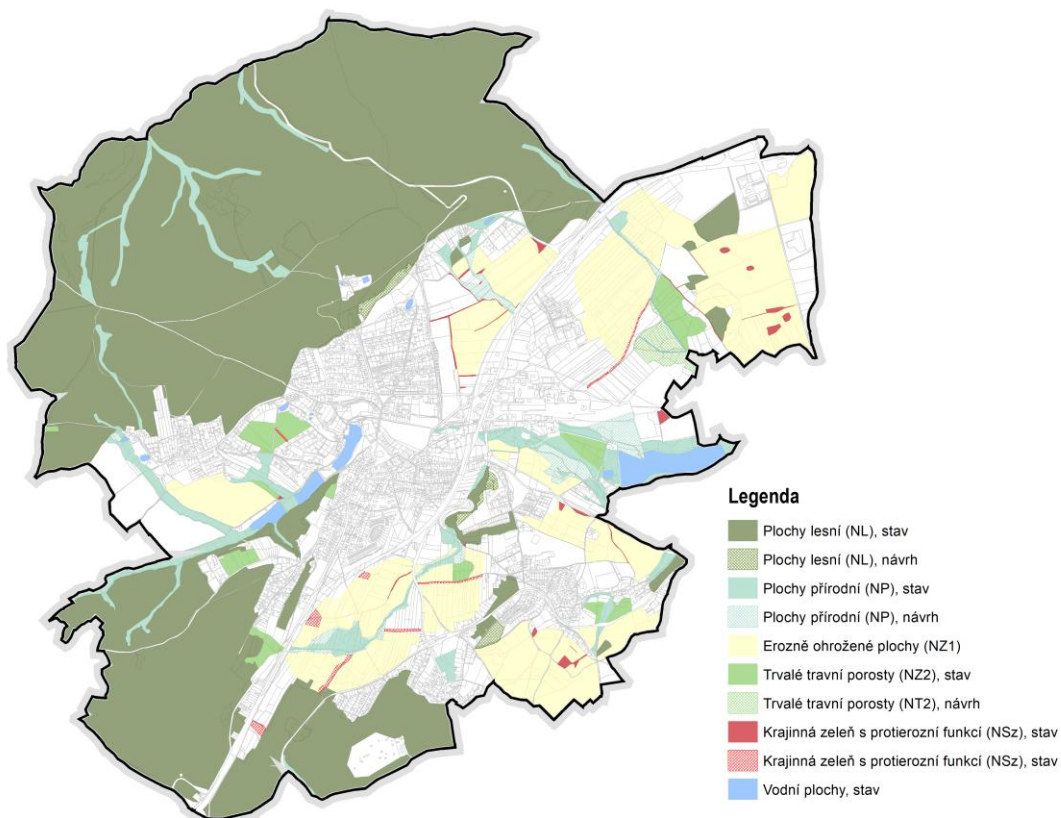 Legenda
Plochy lesní (NL), stav
Plochy lesní (NL), návrh
Plochy přírodní (NP), stav
Plochy přírodní (NP), návrh
Erozně ohrožené plochy (NZ1)
Trvalé travní porosty (NZ2), stav
Trvalé travní porosty (NT2), návrh
Krajinná zeleň s protierozní funkcí (NSz), stav
Krajinná zeleň s protierozní funkcí (NSz), stav
Vodní plochy, stav